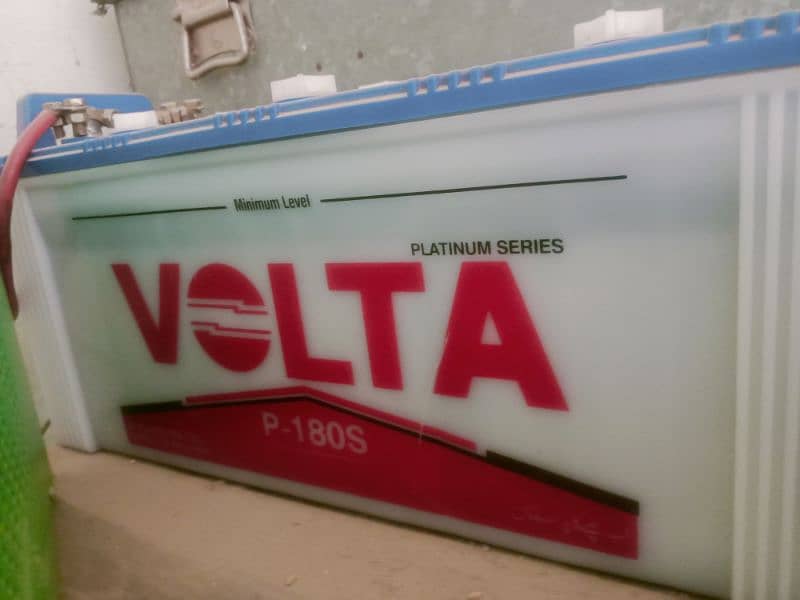 Minimum Level
PLATINUM SERIES
VOLTA
P-180S